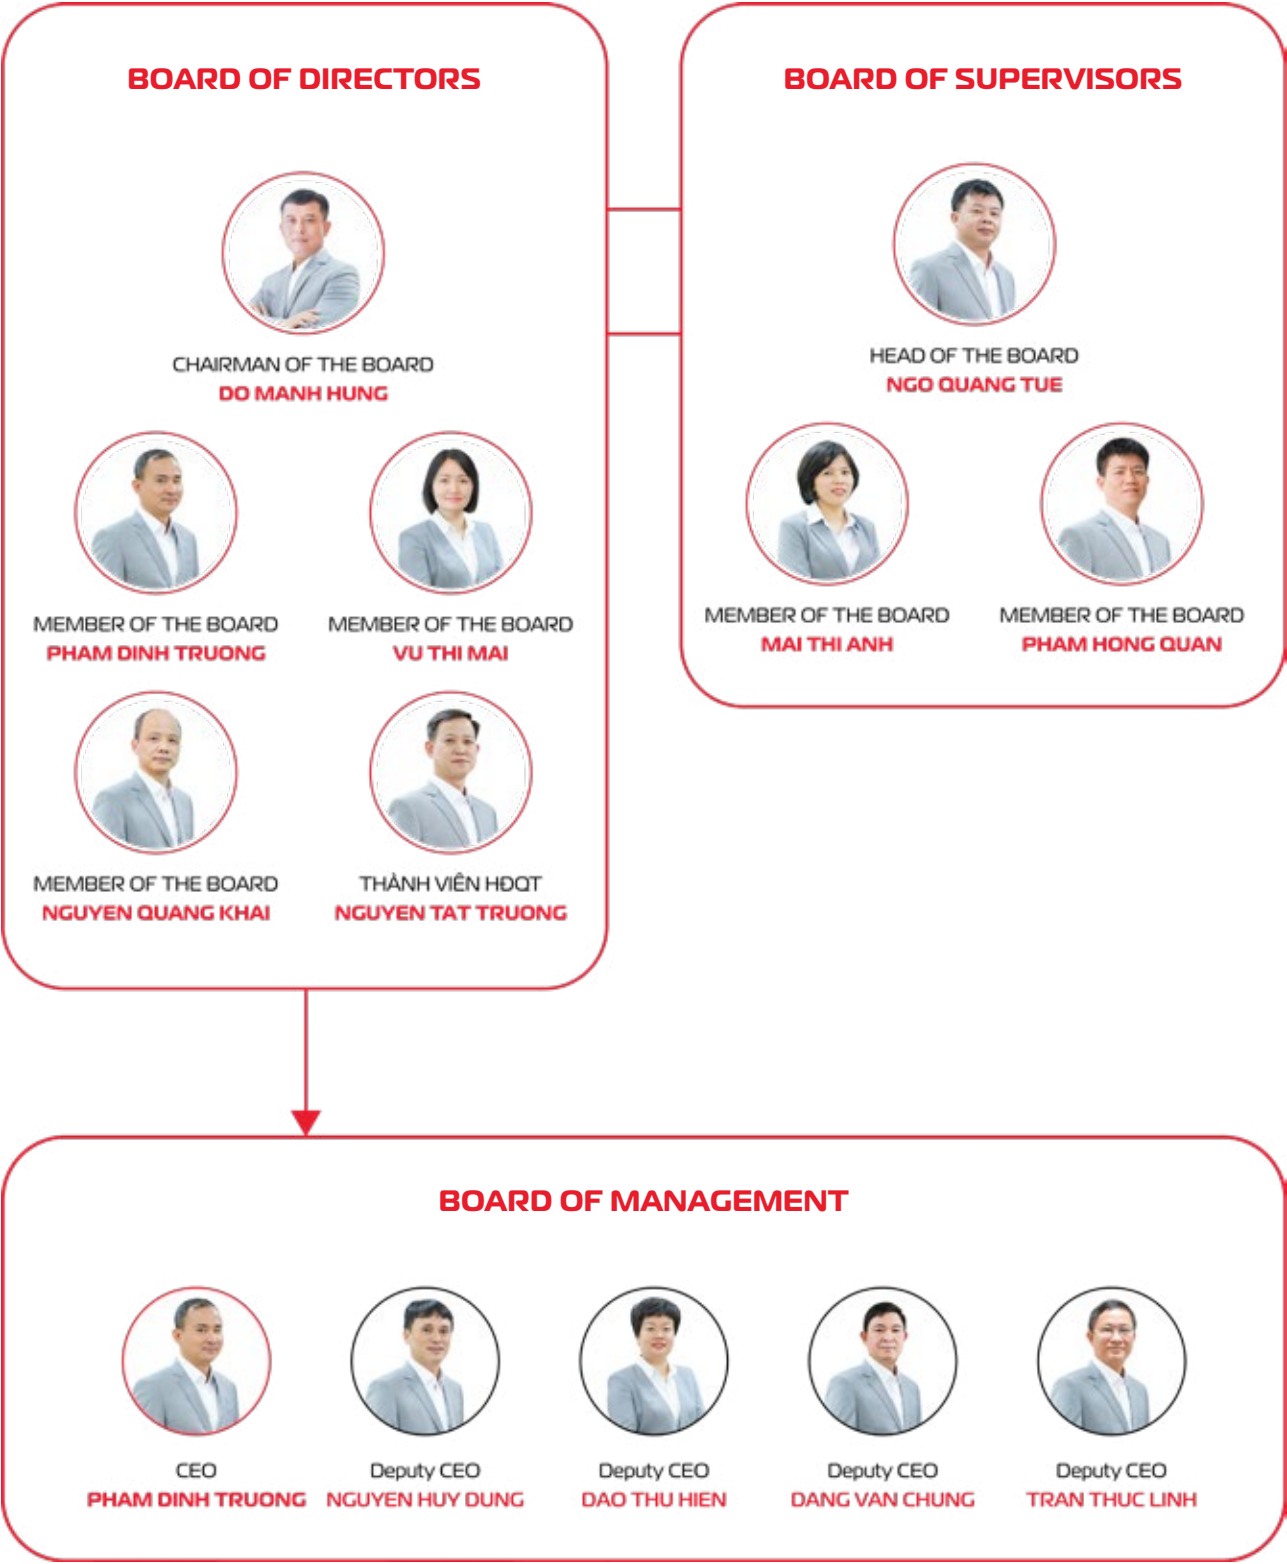 BOARD OF DIRECTORS
CHAIRMAN OF THE BOARD
DO MANH HUNG
MEMBER OF THE BOARD
PHAM DINH TRUONG
MEMBER OF THE BOARD
VU THI MAI
MEMBER OF THE BOARD
NGUYEN QUANG KHAI
THÀNH VIÊN HĐQT
NGUYEN TAT TRUONG
BOARD OF SUPERVISORS
HEAD OF THE BOARD
NGO QUANG TUE
MEMBER OF THE BOARD
MAI THI ANH
MEMBER OF THE BOARD
PHAM HONG QUAN
BOARD OF MANAGEMENT
CEO
PHAM DINH TRUONG
Deputy CEO
NGUYEN HUY DUNG
Deputy CEO
DAO THU HIEN
Deputy CEO
DANG VAN CHUNG
Deputy CEO
TRAN THUC LINH